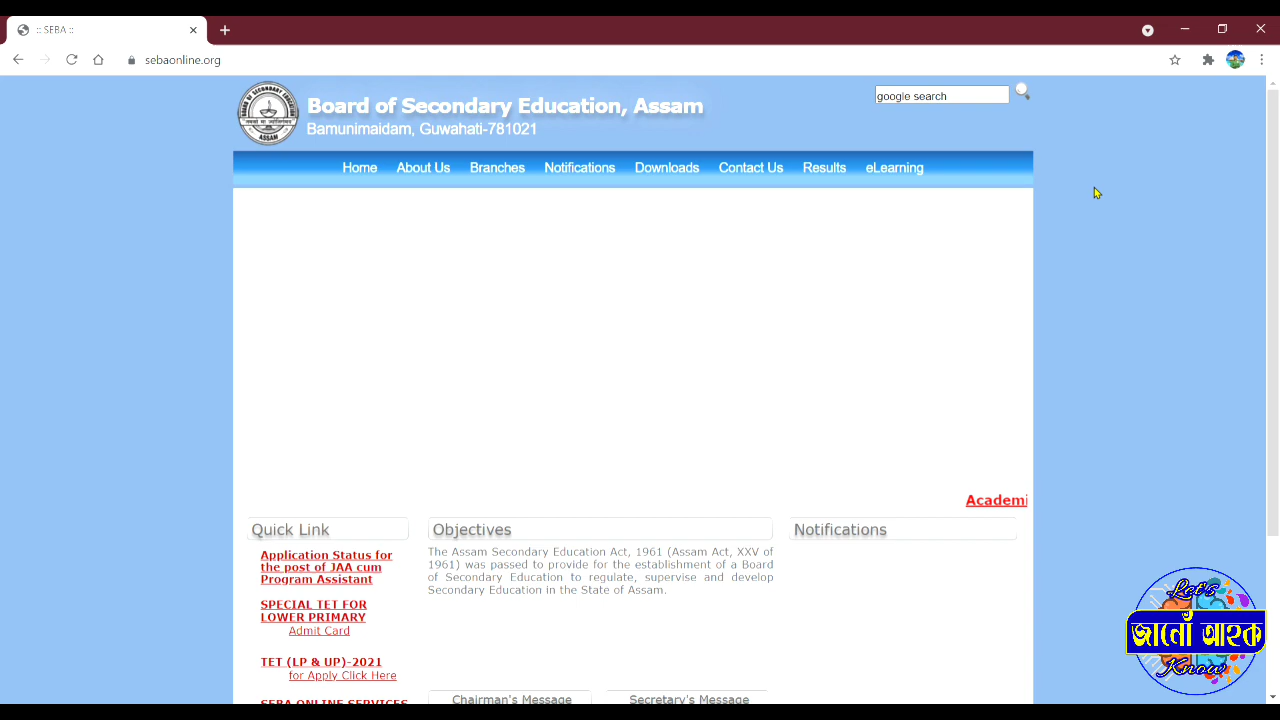 :: SEBA ::
sebaonline.org
Board of Secondary Education, Assam
Bamunimaidam, Guwahati-781021
google search
Home About Us Branches Notifications Downloads Contact Us Results eLearning
Academi
Quick Link
Application Status for
the post of JAA cum
Program Assistant
SPECIAL TET FOR
LOWER PRIMARY
Admit Card
TET (LP & UP)-2021
for Apply Click Here
SEBA ONLINE SERVICES
Objectives
The Assam Secondary Education Act, 1961 (Assam Act, XXV of
1961) was passed to provide for the establishment of a Board
of Secondary Education to regulate, supervise and develop
Secondary Education in the State of Assam.
Chairman's Message
Secretary's Message
Notifications
Let's
জানোঁ আহক
Know